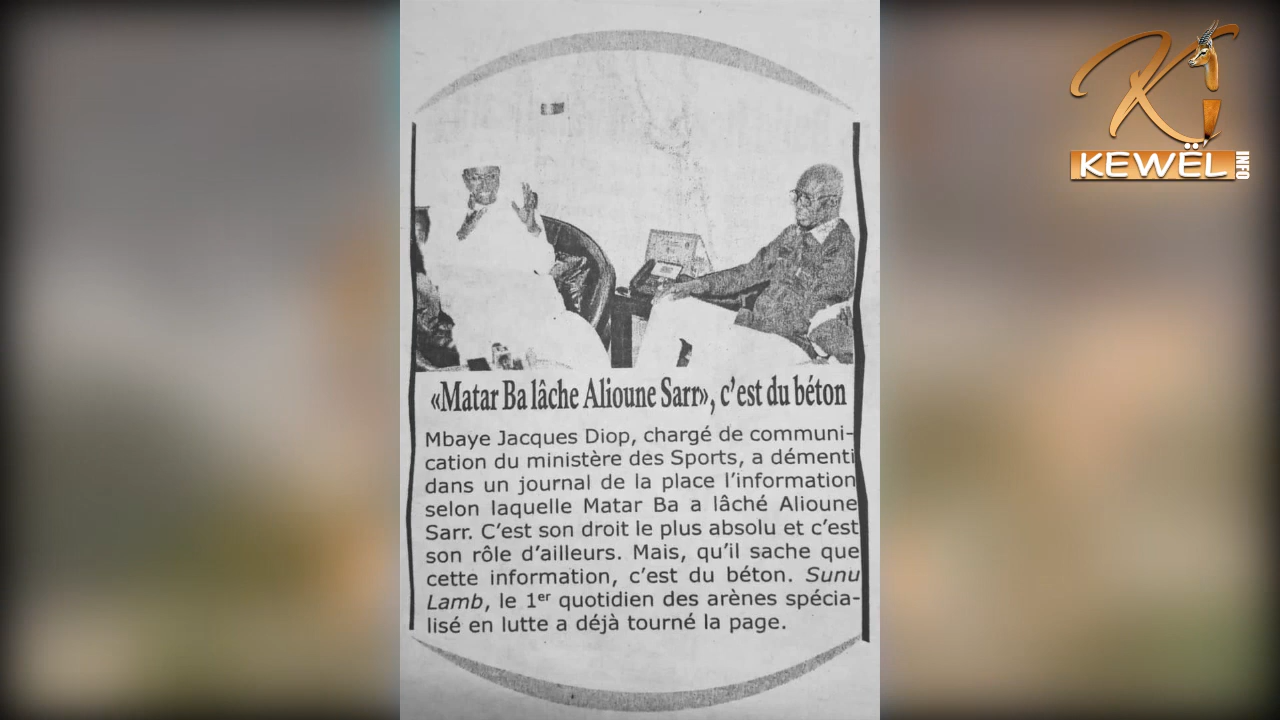 KI
KEWËL INFO
«Matar Ba lâche Alioune Sarr», c’est du béton
Mbaye Jacques Diop, chargé de communi-
cation du ministère des Sports, a démenti
dans un journal de la place l’information
selon laquelle Matar Ba a lâché Alioune
Sarr. C’est son droit le plus absolu et c’est
son rôle d’ailleurs. Mais, qu’il sache que
cette information, c’est du béton. Sunu
Lamb, le 1er quotidien des arènes spécia-
lisé en lutte a déjà tourné la page.